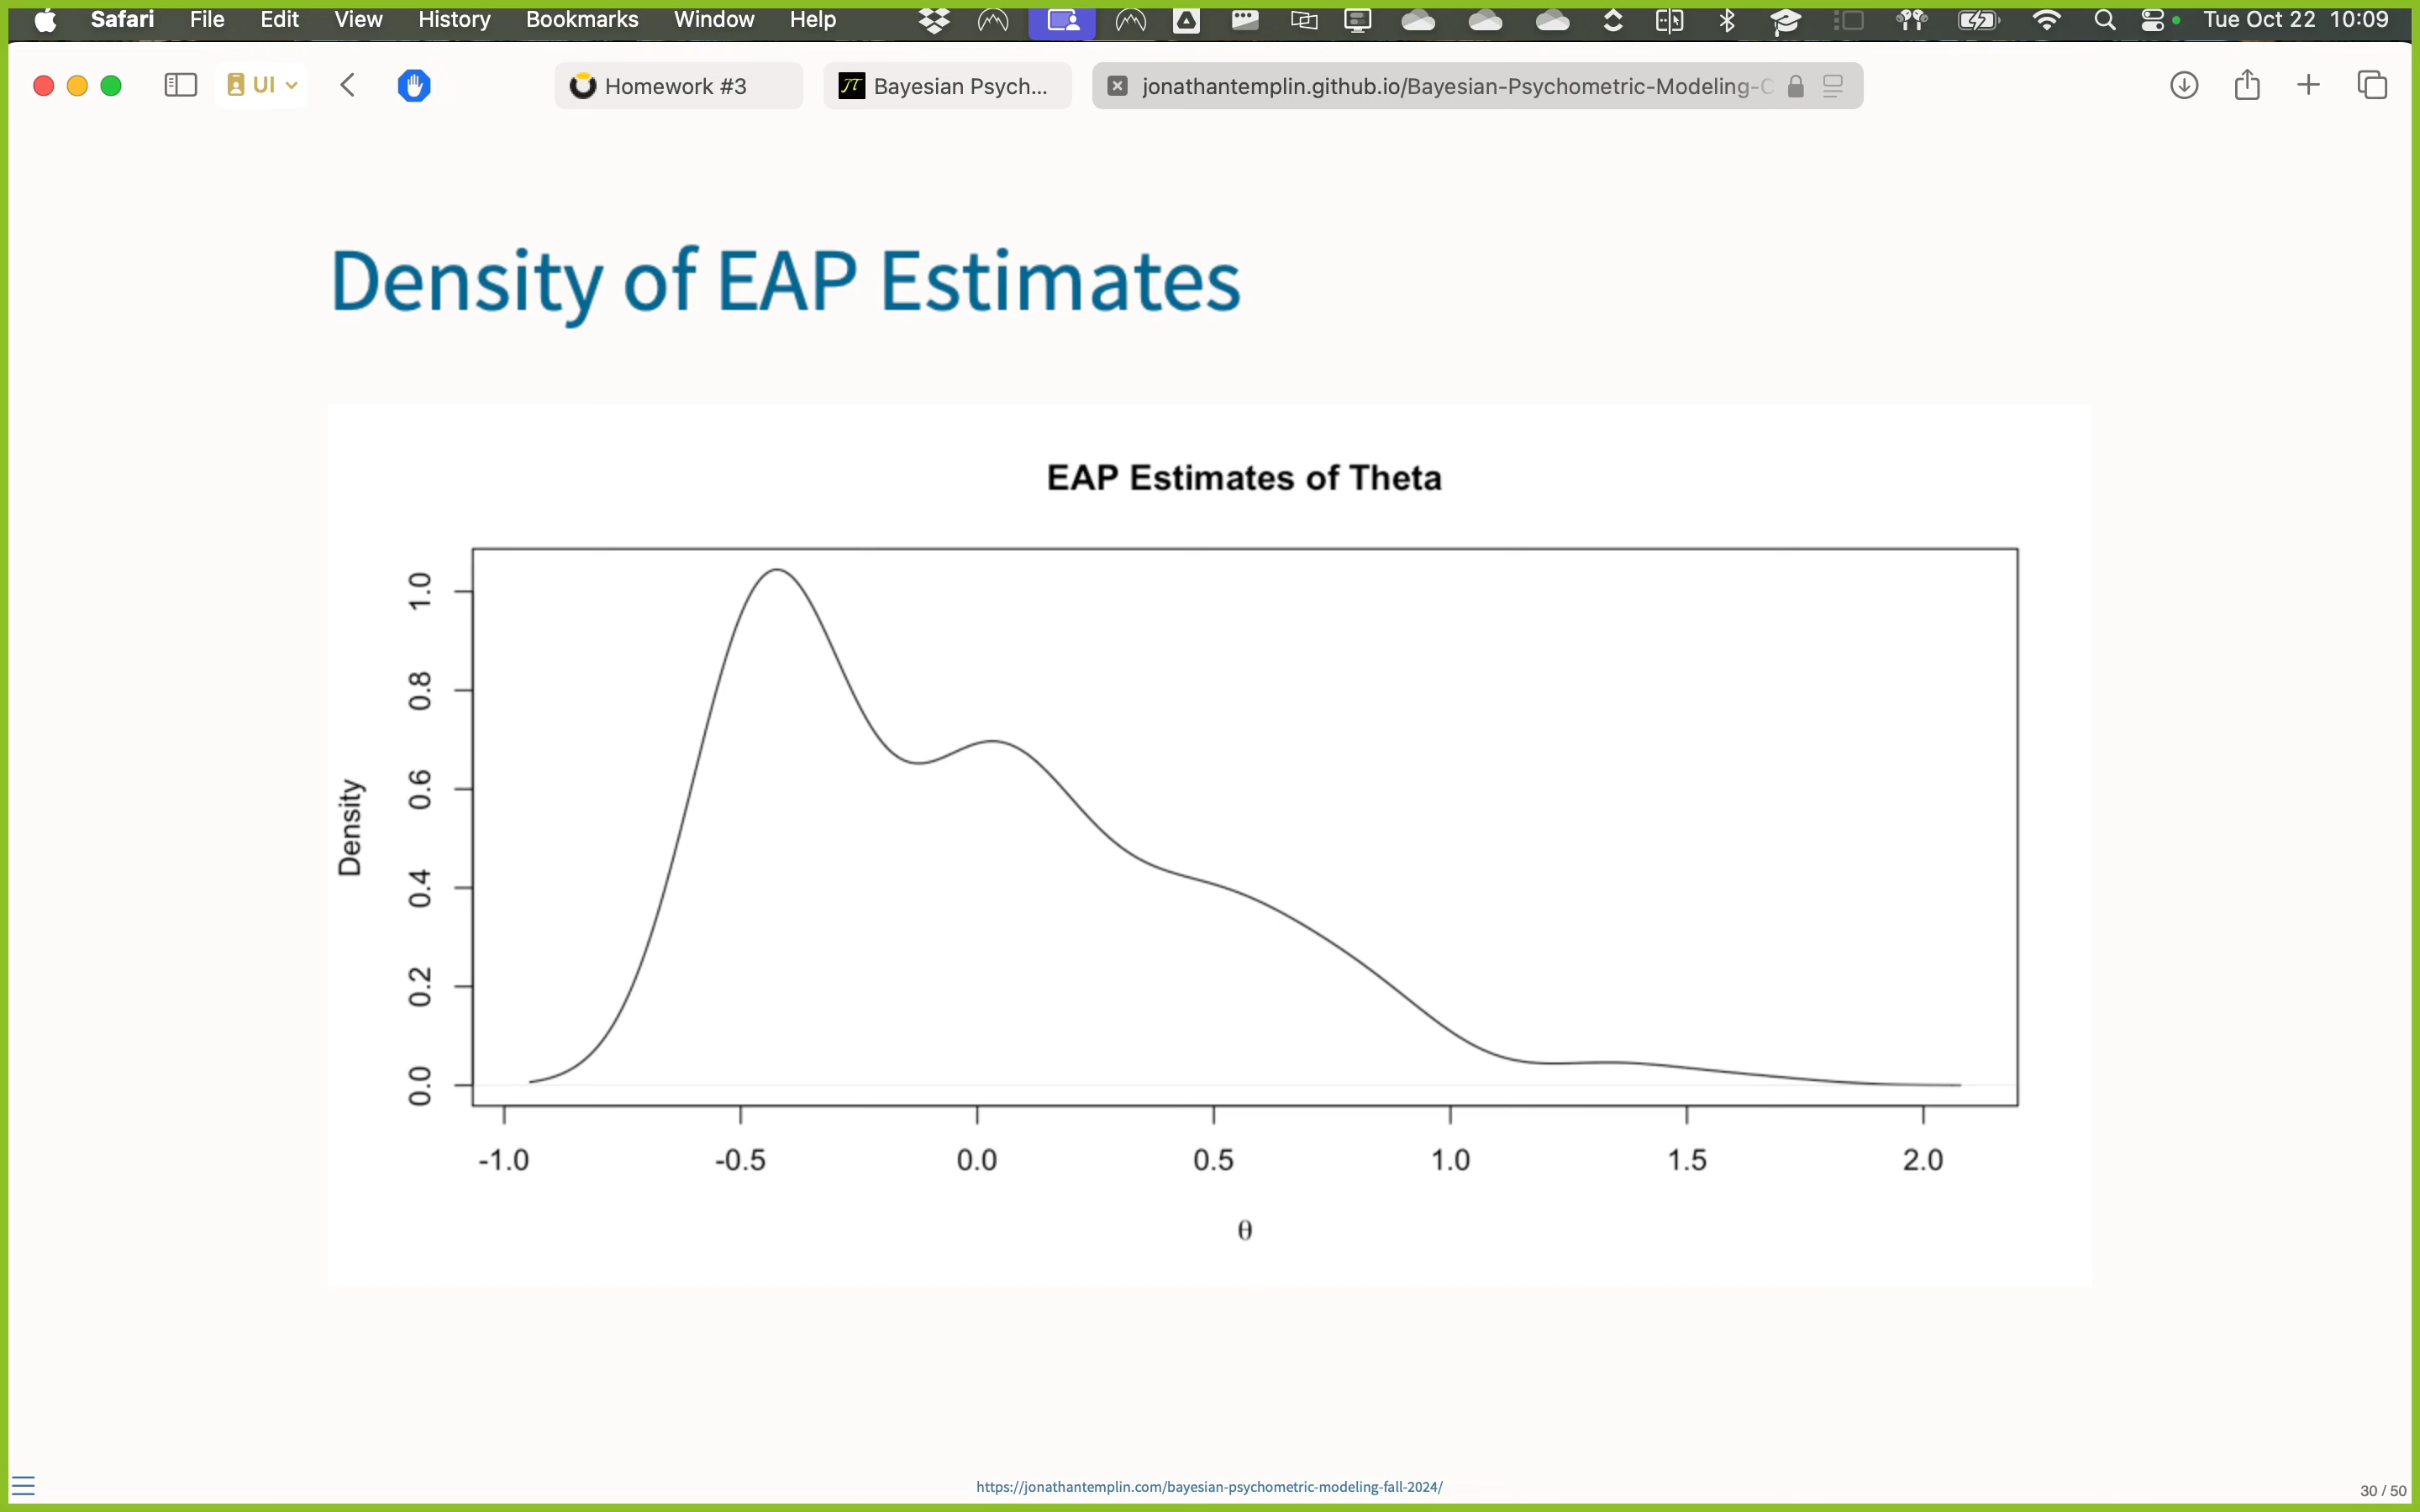 Safari File Edit View History Bookmarks Window Help Tue Oct 22 10:09
UI Homework #3 Bayesian Psych... jonathantemplin.github.io/Bayesian-Psychometric-Modeling-C
Density of EAP Estimates
EAP Estimates of Theta
Density
1.0
0.8
0.6
0.4
0.2
0.0
-1.0 -0.5 0.0 0.5 1.0 1.5 2.0
θ
https://jonathantemplin.com/bayesian-psychometric-modeling-fall-2024/
30 / 50